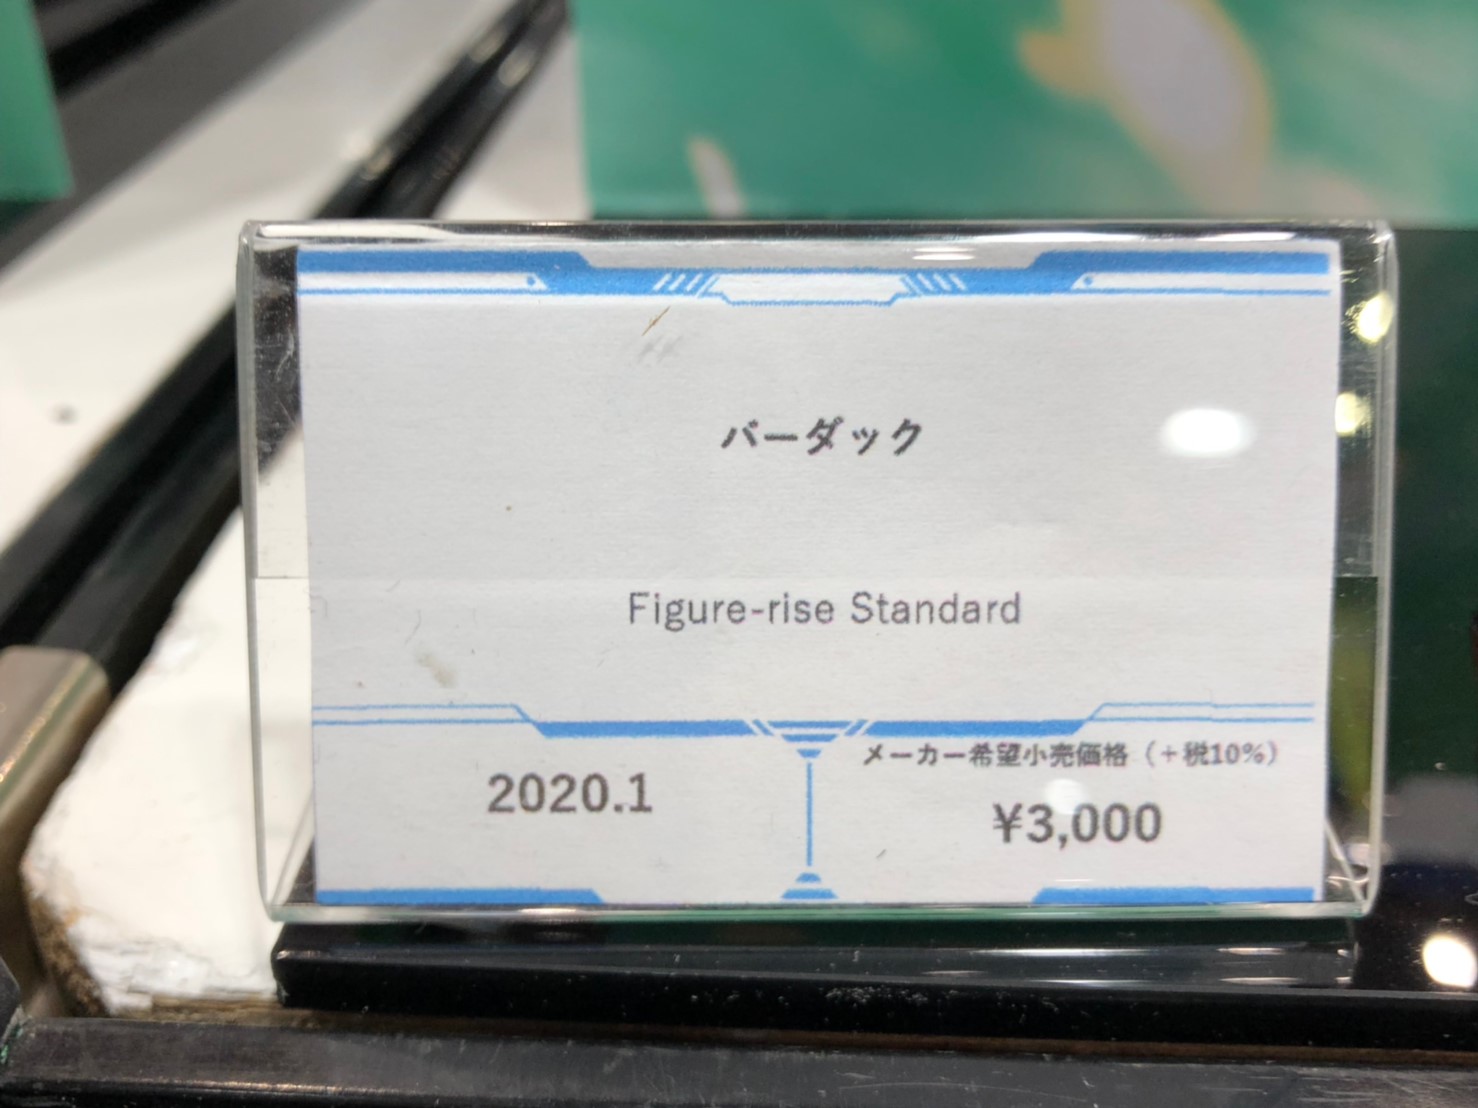 バーダック
Figure-rise Standard
2020.1
メーカー希望小売価格（＋税10%）
¥3,000